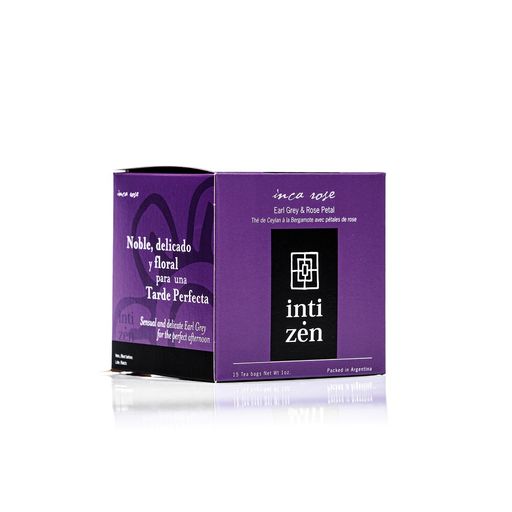 inca rose
Noble, delicado
y floral
para una
Tarde Perfecta
Sensual and delicate Earl Grey
for the perfect afternoon
inca rose
Earl Grey & Rose Petal
Thé de Ceylan à la Bergamote avec pétales de rose
inti
zen
15 Tea bags Net Wt 1oz.
Packed in Argentina